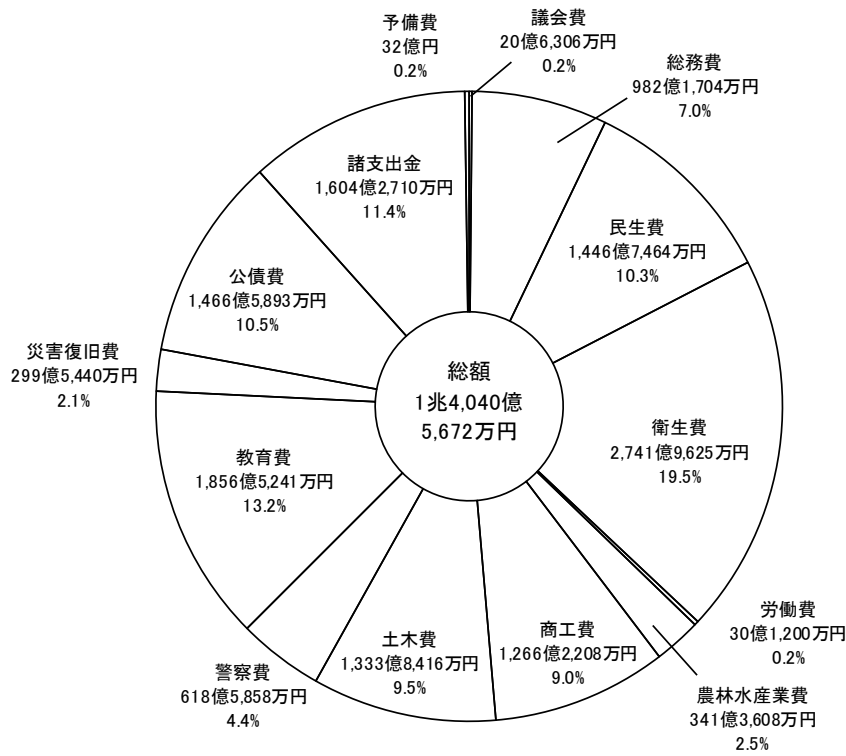 予備費
32億円
0.2%
議会費
20億6,306万円
0.2%
総務費
982億1,704万円
7.0%
民生費
1,446億7,464万円
10.3%
衛生費
2,741億9,625万円
19.5%
労働費
30億1,200万円
0.2%
農林水産業費
341億3,608万円
2.5%
商工費
1,266億2,208万円
9.0%
土木費
1,333億8,416万円
9.5%
警察費
618億5,858万円
4.4%
教育費
1,856億5,241万円
13.2%
災害復旧費
299億5,440万円
2.1%
公債費
1,466億5,893万円
10.5%
諸支出金
1,604億2,710万円
11.4%
総額
1兆4,040億
5,672万円